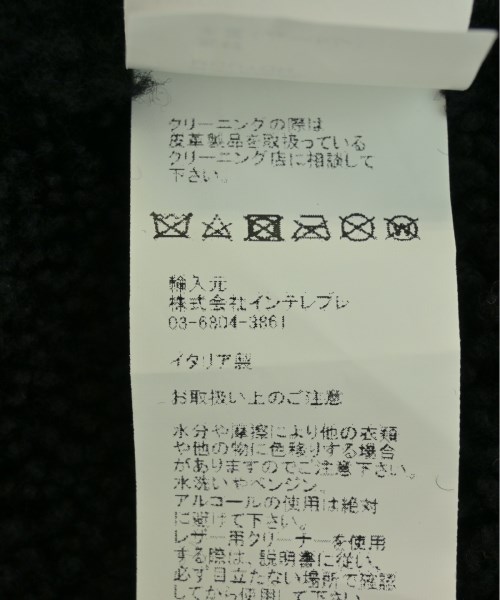 クリーニングの際は
皮革製品を取扱っている
クリーニング店に相談して
下さい。
W
輸入元
株式会社インテレプレ
03-6804-3861
イタリア製
お取扱い上のご注意
水分や摩擦により他の衣類
や他の物に色移りする場合
がありますのでご注意下さい。
水洗いやベンジン。
アルコールの使用は絶対
に避けて下さい。
レザー用クリーナーを使用
する際は、説明書に従い、
必ず目立たない場所で確認
してから使用して下さい。